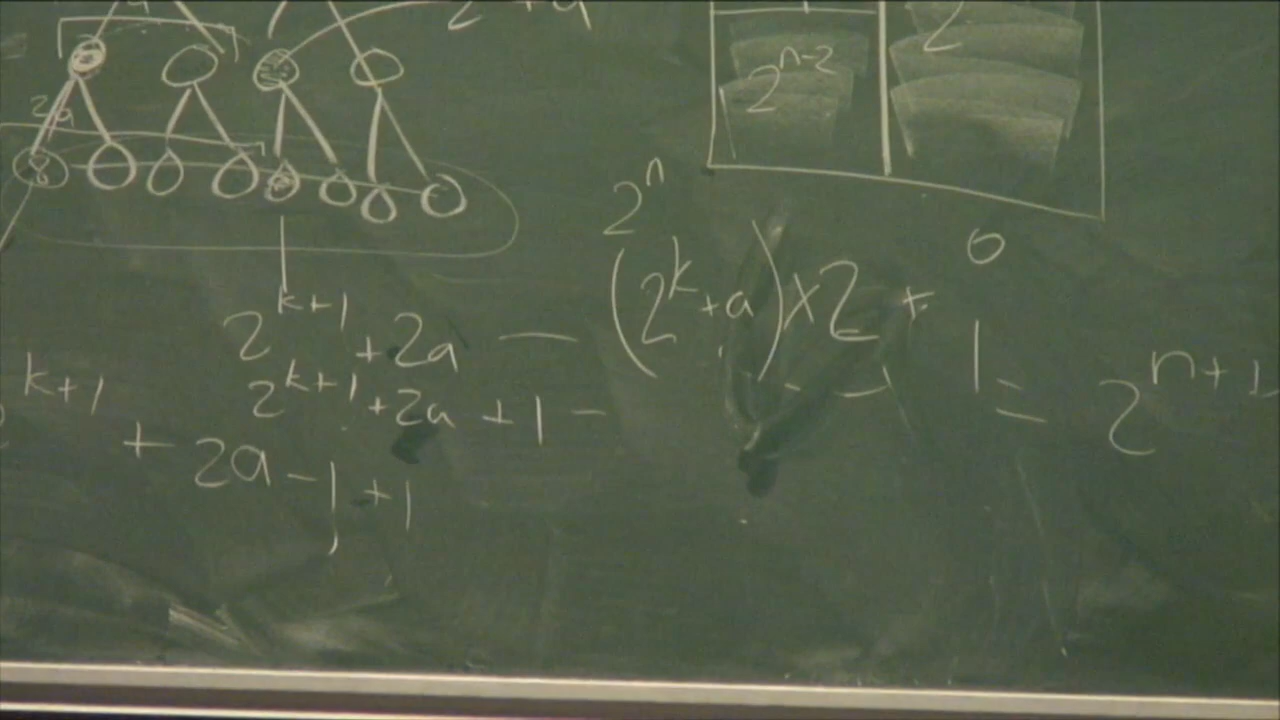 2a
2^{n-2}
2
2^n
0
2^{k+1} + 2a - (2^k + a) × 2 +
1 = 2^{n+1}
2^{k+1} + 2a + 1 -
k+1
+ 2a - 1 + 1